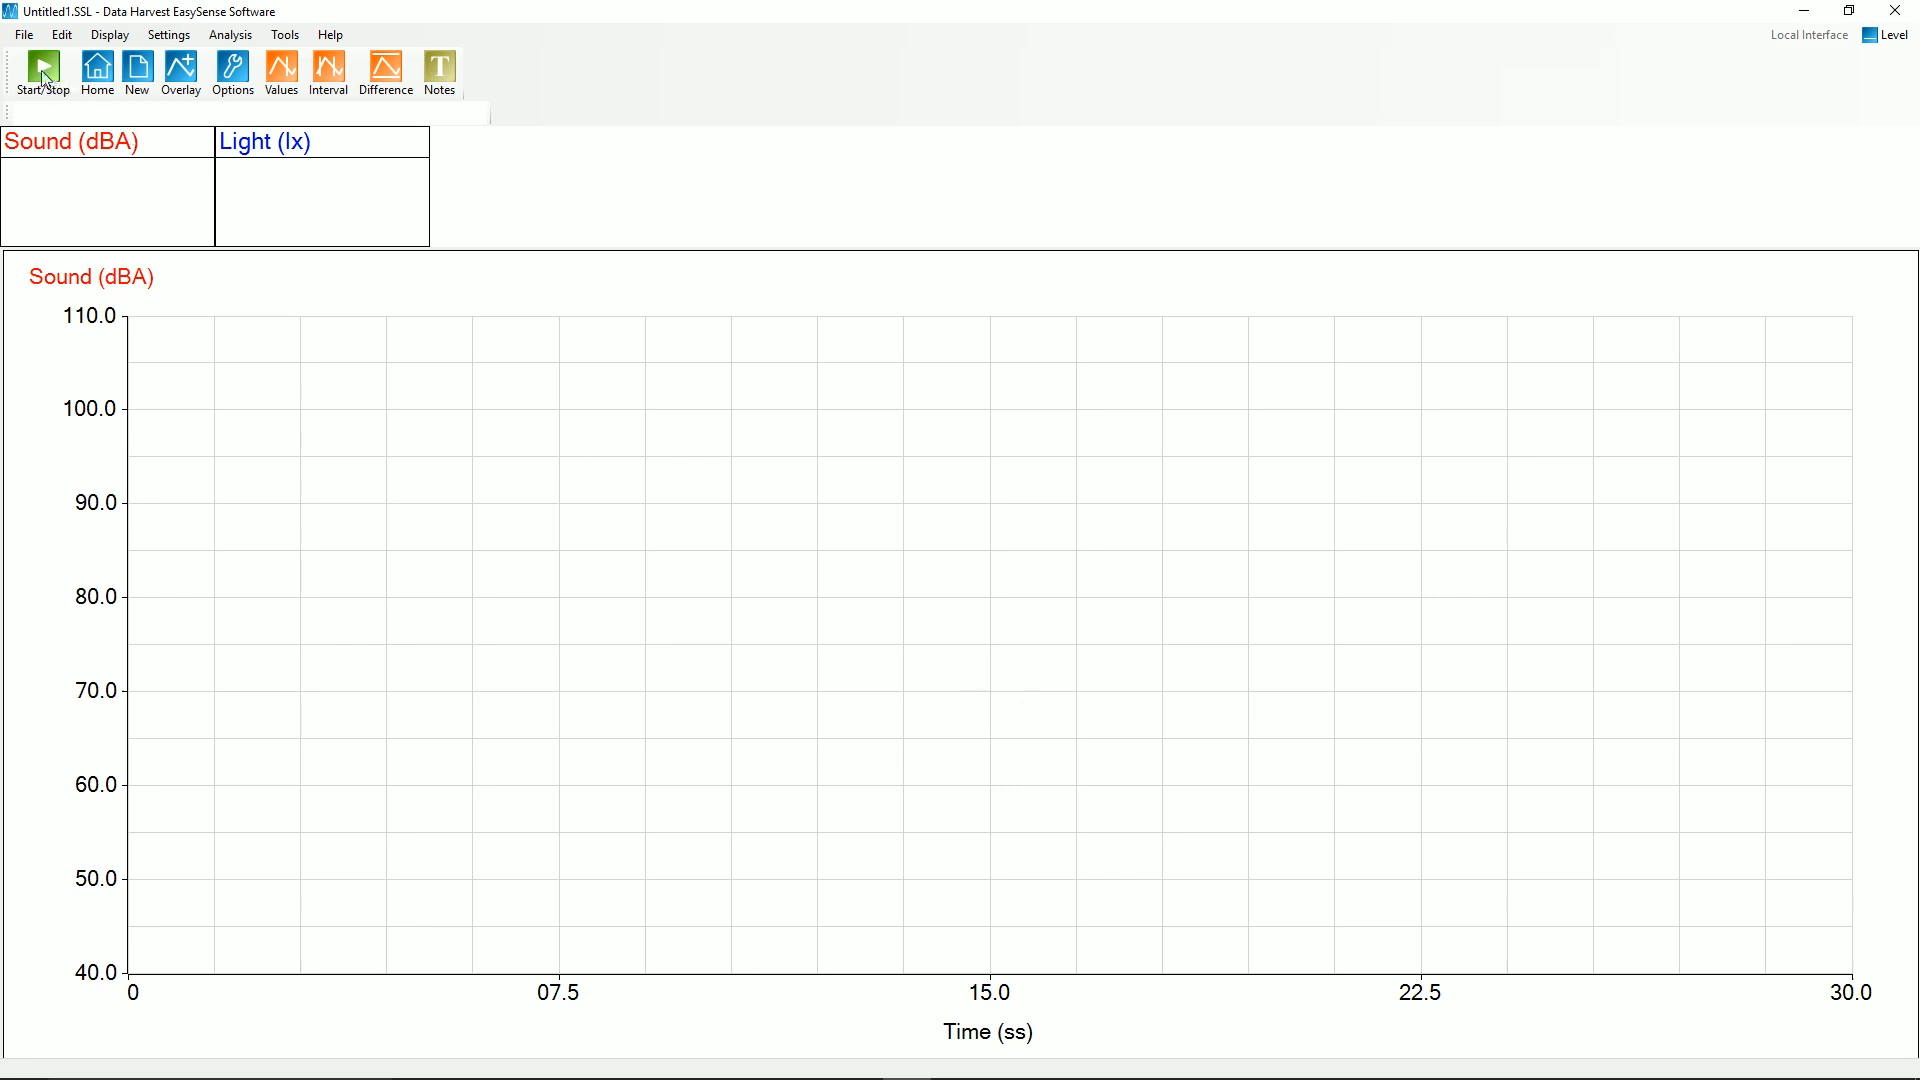 Untitled1.SSL - Data Harvest EasySense Software
File Edit Display Settings Analysis Tools Help
Local Interface Level
Start/Stop Home New Overlay Options Values Interval Difference Notes
Sound (dBA) Light (lx)
Sound (dBA)
110.0
100.0
90.0
80.0
70.0
60.0
50.0
40.0
0 07.5 15.0 22.5 30.0
Time (ss)